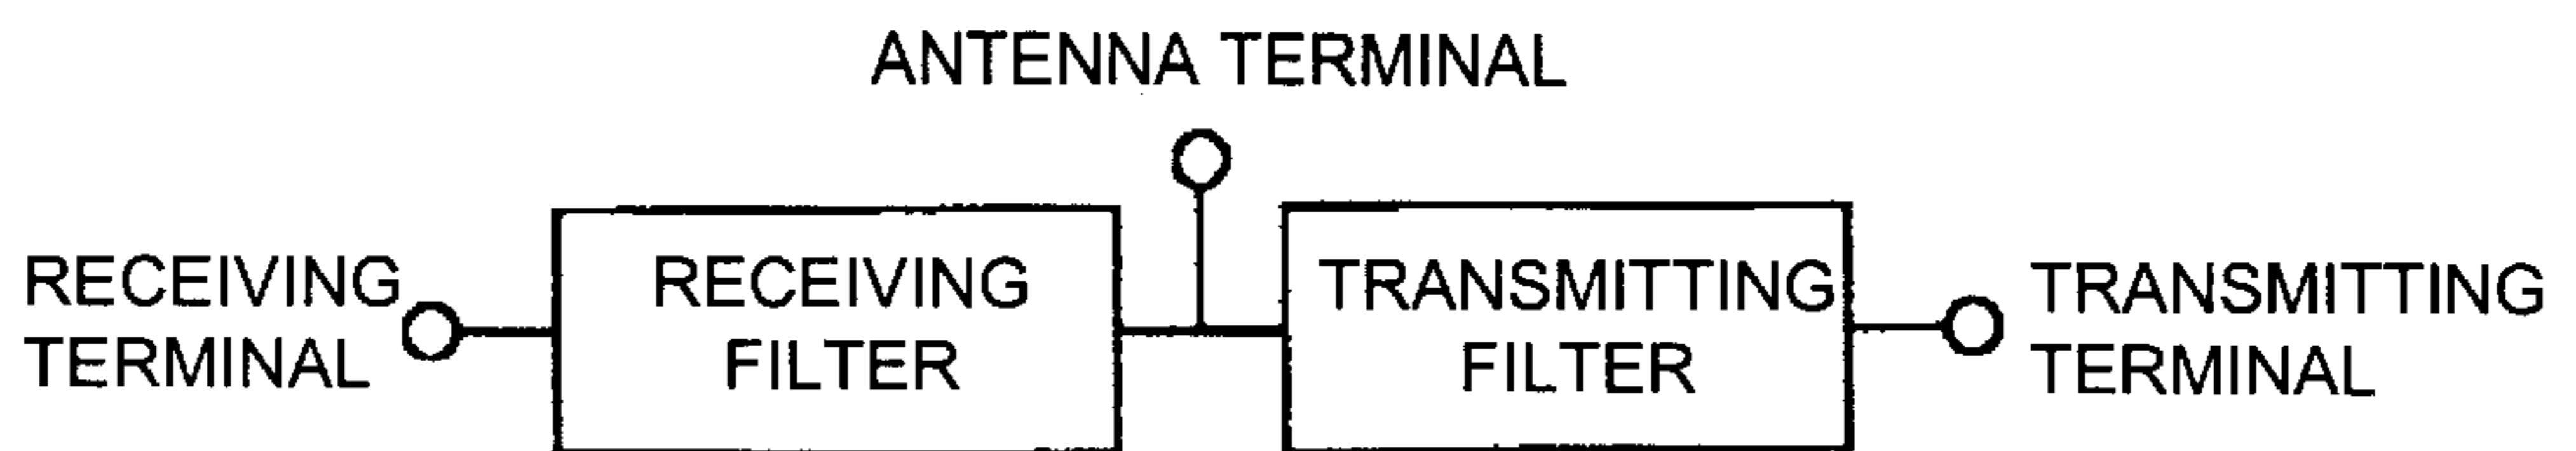 ANTENNA TERMINAL
RECEIVING
TERMINAL
RECEIVING
FILTER
TRANSMITTING
FILTER
TRANSMITTING
TERMINAL